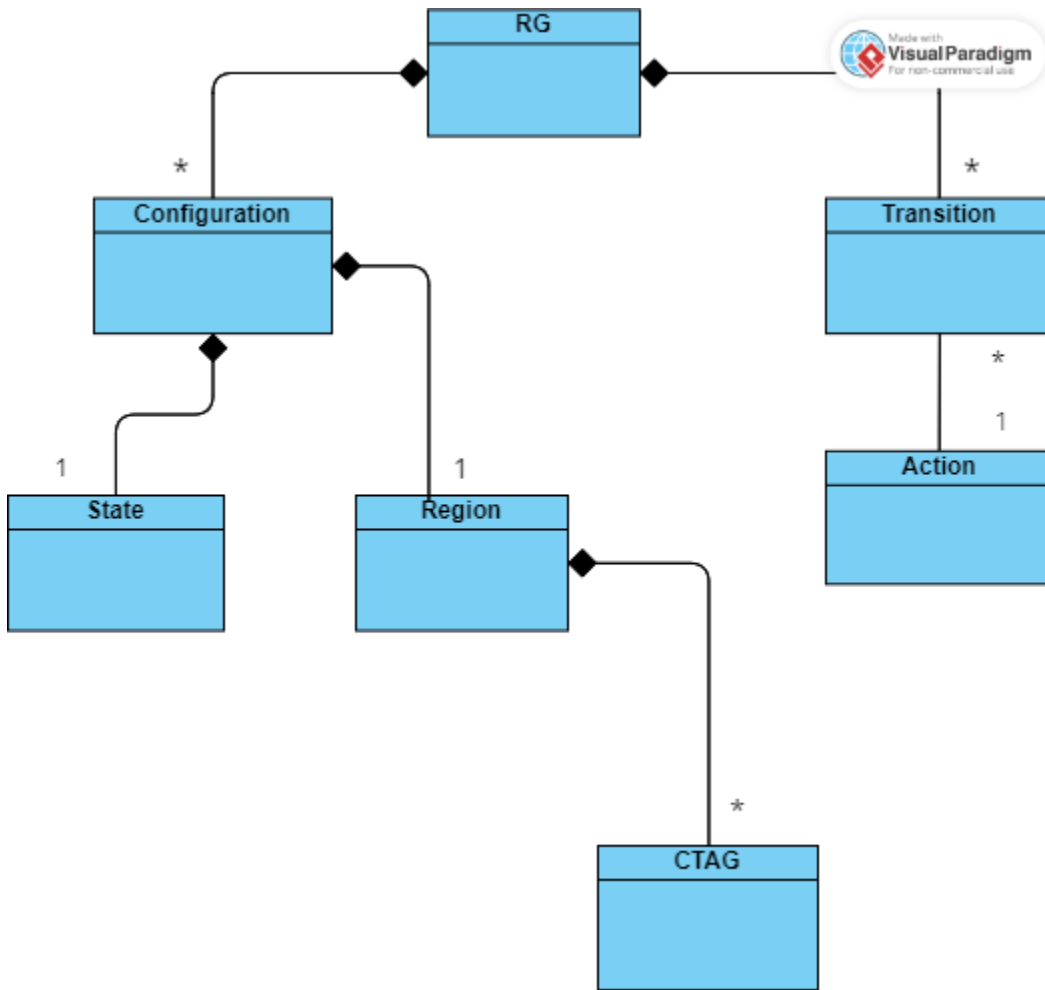 RG
Made with
Visual Paradigm
For non-commercial use
*
*
Configuration
Transition
*
1
Action
1
1
State
Region
*
CTAG